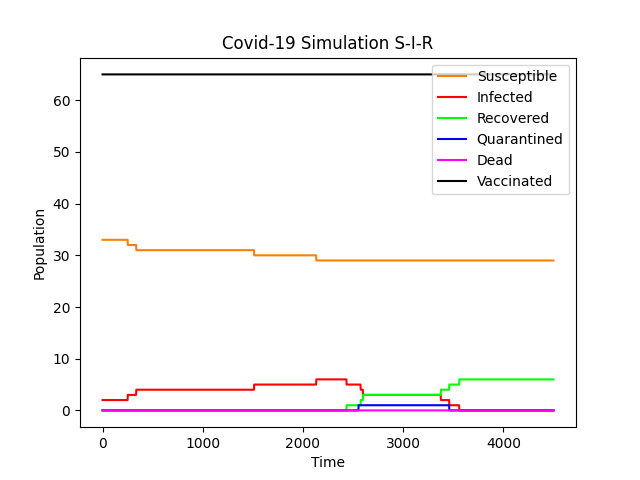 Covid-19 Simulation S-I-R
Susceptible
Infected
Recovered
Quarantined
Dead
Vaccinated
Population
60
50
40
30
20
10
0
0 1000 2000 3000 4000
Time